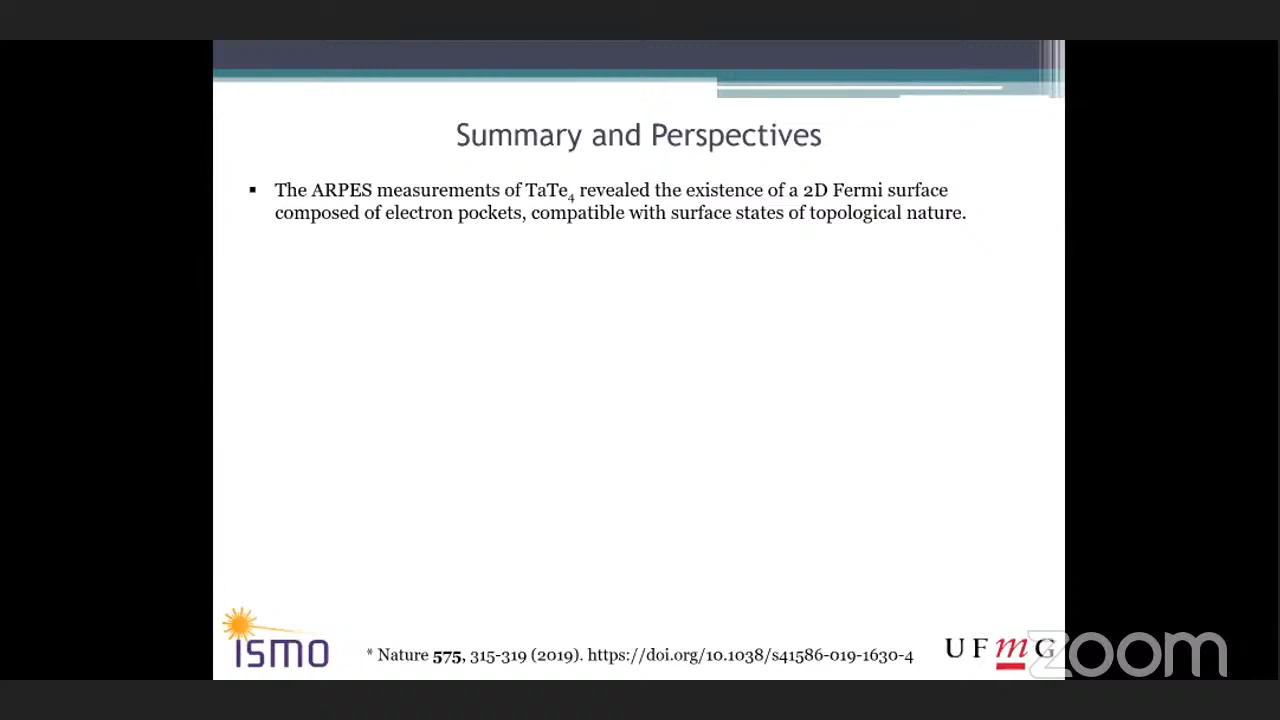 Summary and Perspectives
▪ The ARPES measurements of TaTe₄ revealed the existence of a 2D Fermi surface
composed of electron pockets, compatible with surface states of topological nature.
ismo
* Nature 575, 315-319 (2019). https://doi.org/10.1038/s41586-019-1630-4
UFmG
zoom